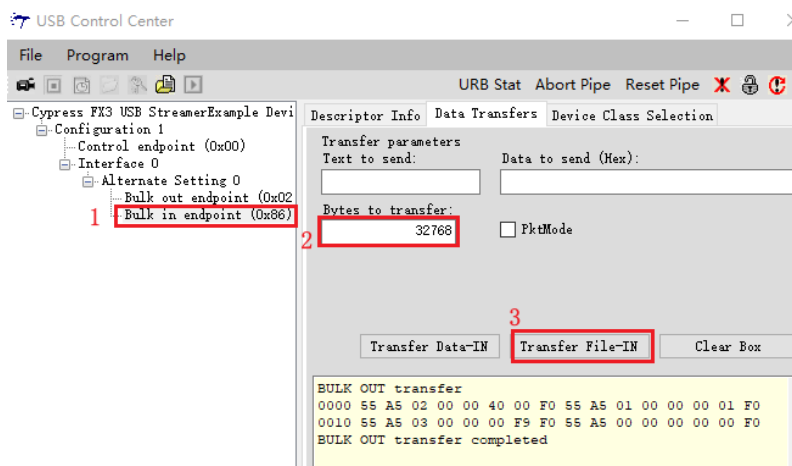 USB Control Center
File Program Help
URB Stat Abort Pipe Reset Pipe
Cypress FX3 USB StreamerExample Devi
Configuration 1
Control endpoint (0x00)
Interface 0
Alternate Setting 0
Bulk out endpoint (0x02
1 Bulk in endpoint (0x86)
Descriptor Info Data Transfers Device Class Selection
Transfer parameters
Text to send: Data to send (Hex):
Bytes to transfer:
2 32768 PktMode
3
Transfer Data-IN Transfer File-IN Clear Box
BULK OUT transfer
0000 55 A5 02 00 00 40 00 F0 55 A5 01 00 00 00 01 F0
0010 55 A5 03 00 00 00 F9 F0 55 A5 00 00 00 00 00 F0
BULK OUT transfer completed